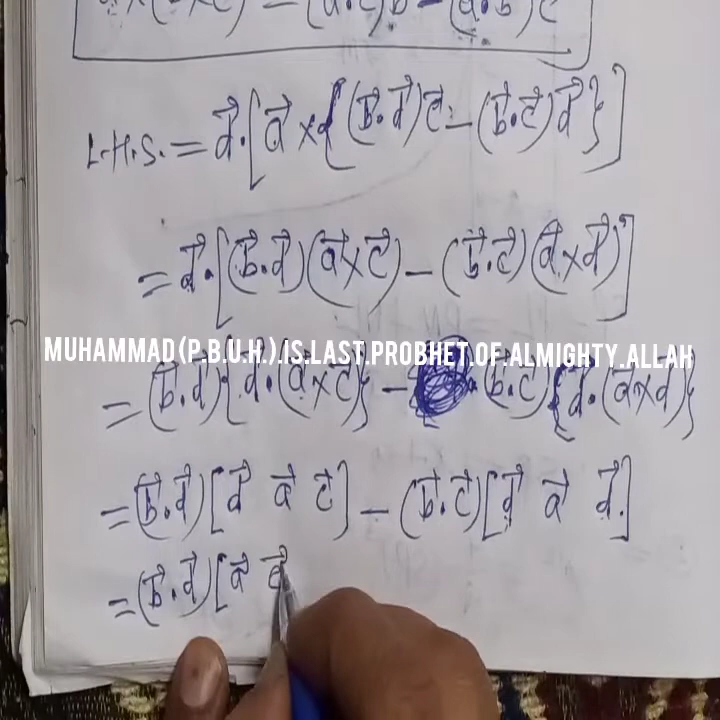 L.H.S. = d⃗·[a⃗ × {(b⃗·d⃗)c⃗ – (b⃗·c⃗)d⃗}]
= d⃗·[(b⃗·d⃗)(a⃗×c⃗) – (b⃗·c⃗)(a⃗×d⃗)]
MUHAMMAD(P.B.U.H.).IS.LAST.PROBHET.OF.ALMIGHTY.ALLAH
= (b⃗·d⃗){d⃗·(a⃗×c⃗)} – (b⃗·c⃗){d⃗·(a⃗×d⃗)}
= (b⃗·d⃗)[d⃗ a⃗ c⃗] – (b⃗·c⃗)[d⃗ a⃗ d⃗]
= (b⃗·d⃗)[a⃗ c⃗